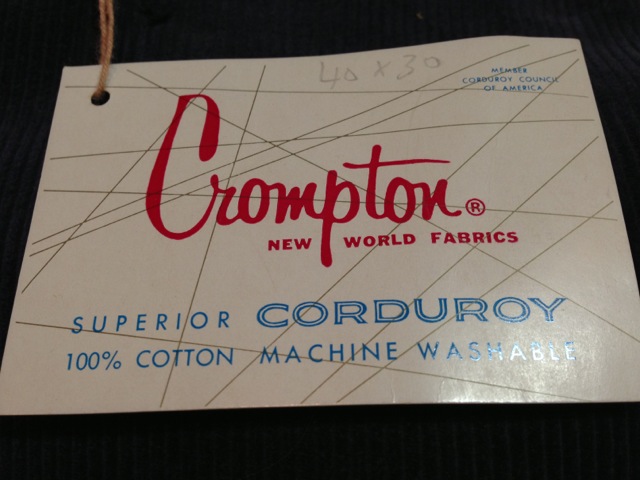 40 x 30
MEMBER
CORDUROY COUNCIL
OF AMERICA
Crompton®
NEW WORLD FABRICS
SUPERIOR CORDUROY
100% COTTON MACHINE WASHABLE